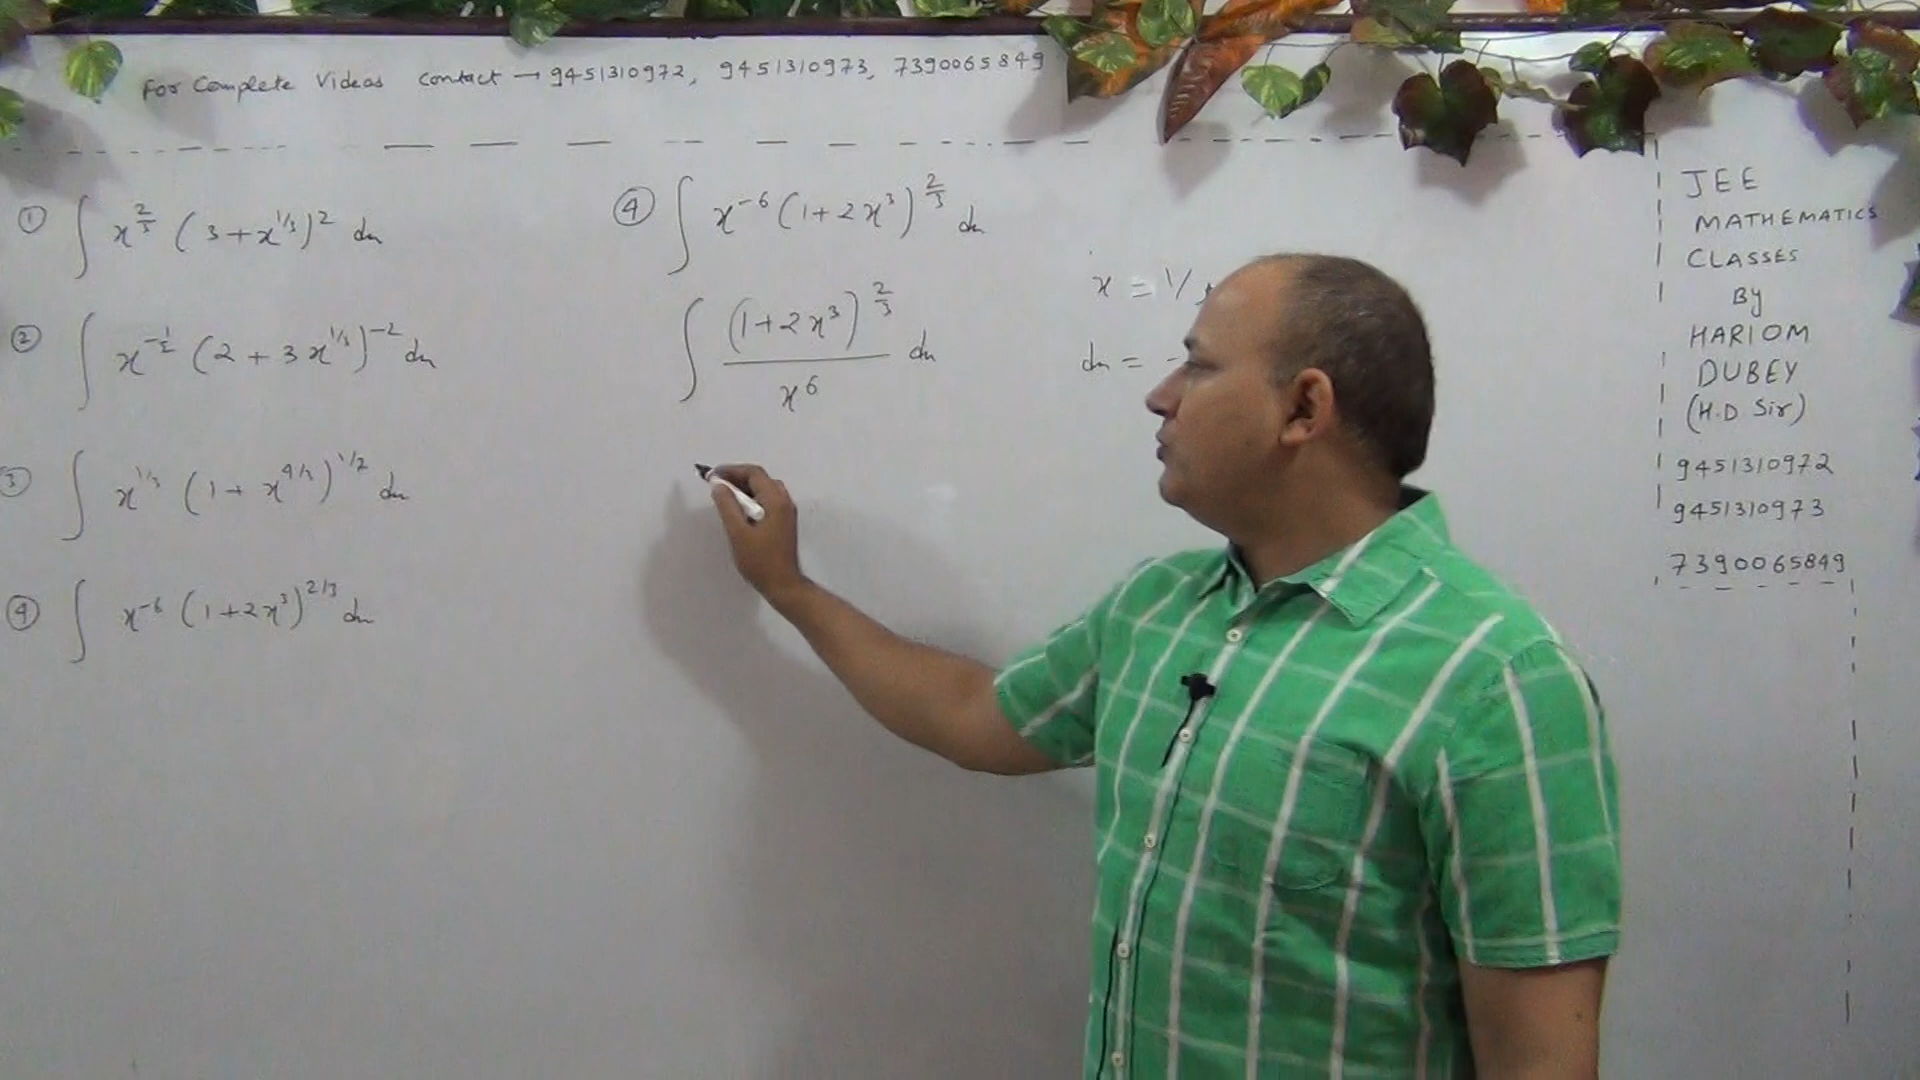 For Complete Videos Contact → 9451310972, 9451310973, 7390065849
① ∫ x^{2/3} (3 + x^{1/3})^2 dx
② ∫ x^{-1/2} (2 + 3x^{1/3})^{-2} dx
③ ∫ x^{1/3} (1 + x^{4/3})^{1/2} dx
④ ∫ x^{-6} (1+2x^3)^{2/3} dx
④ ∫ x^{-6} (1+2x^3)^{2/3} dx
∫ (1+2x^3)^{2/3} / x^6 dx
x = 1/
dx = -
JEE
MATHEMATICS
CLASSES
By
HARIOM
DUBEY
(H.D Sir)
9451310972
9451310973
7390065849